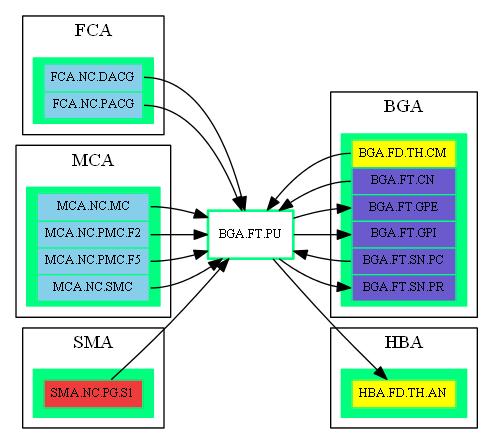 FCA
FCA.NC.DACG
FCA.NC.PACG
MCA
MCA.NC.MC
MCA.NC.PMC.F2
MCA.NC.PMC.F5
MCA.NC.SMC
SMA
SMA.NC.PG.S1
BGA.FT.PU
BGA
BGA.FD.TH.CM
BGA.FT.CN
BGA.FT.GPE
BGA.FT.GPI
BGA.FT.SN.PC
BGA.FT.SN.PR
HBA
HBA.FD.TH.AN